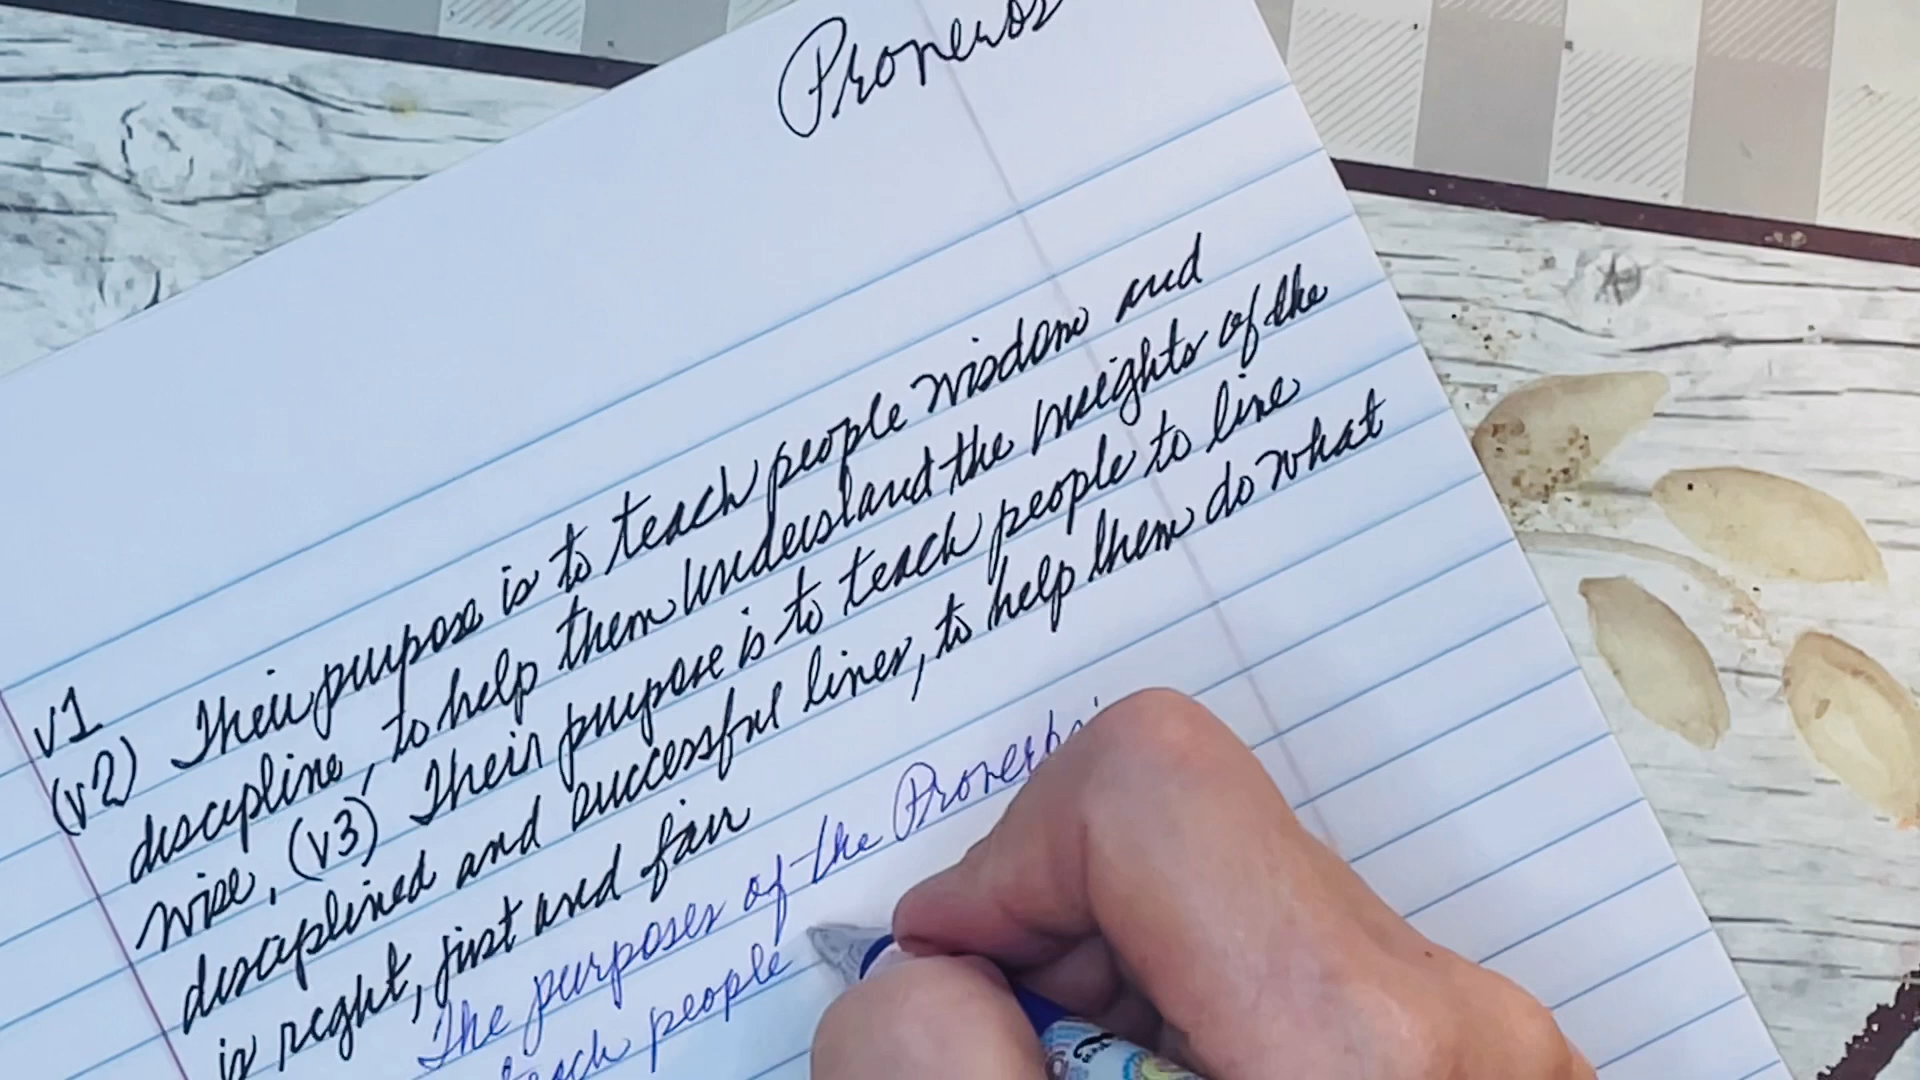 Proverbs
v1
(v2) Their purpose is to teach people wisdom and
discipline, to help them understand the insights of the
wise. (v3) Their purpose is to teach people to live
disciplined and successful lives, to help them do what
is right, just and fair
The purposes of the Proverbs
teach people